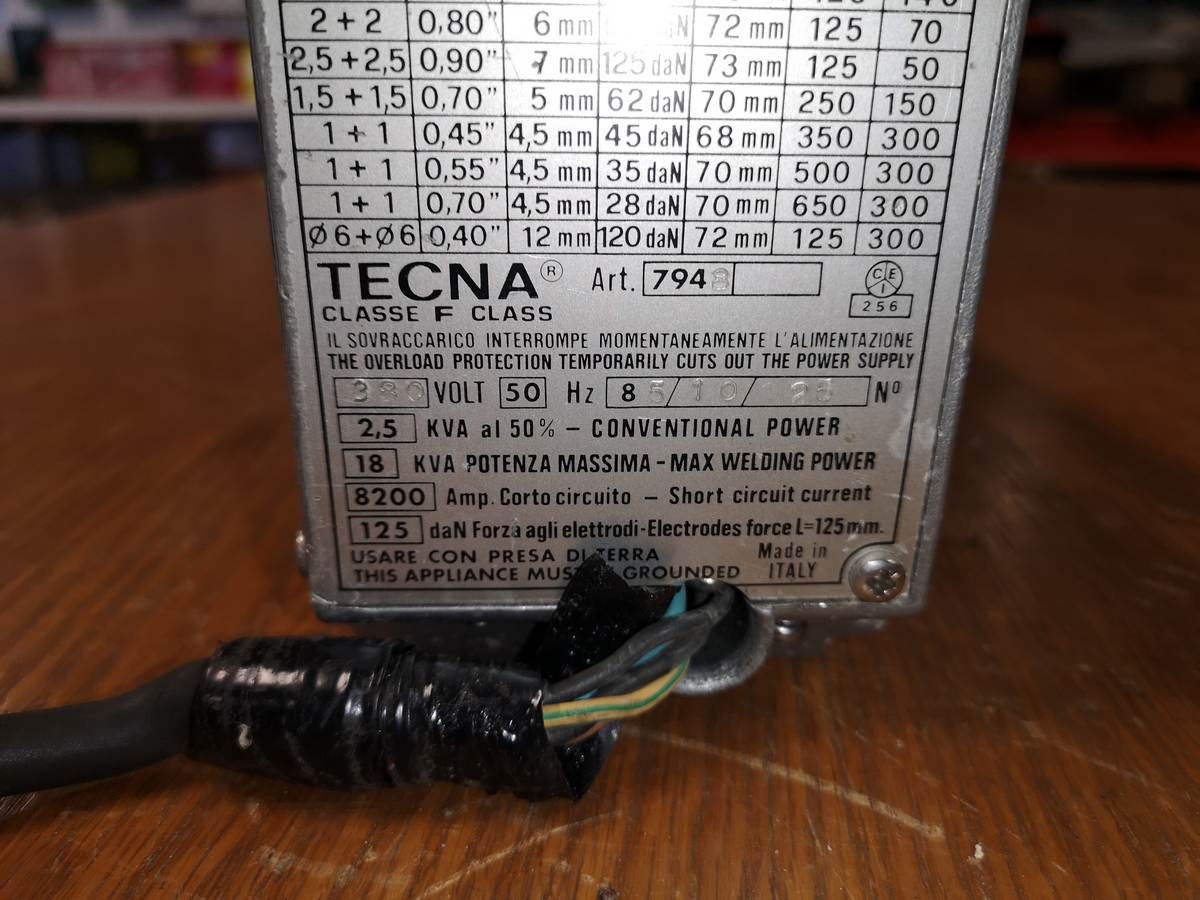 2+2 0,80" 6 mm N 72 mm 125 70
2,5+2,5 0,90" 7 mm 125 daN 73 mm 125 50
1,5+1,5 0,70" 5 mm 62 daN 70 mm 250 150
1+1 0,45" 4,5 mm 45 daN 68 mm 350 300
1+1 0,55" 4,5 mm 35 daN 70 mm 500 300
1+1 0,70" 4,5 mm 28 daN 70 mm 650 300
Ø6+Ø6 0,40" 12 mm 120 daN 72 mm 125 300
TECNA® Art. 794 CEI
CLASSE F CLASS 256
IL SOVRACCARICO INTERROMPE MOMENTANEAMENTE L'ALIMENTAZIONE
THE OVERLOAD PROTECTION TEMPORARILY CUTS OUT THE POWER SUPPLY
380 VOLT 50 Hz 85/10/ Nº
2,5 KVA al 50% – CONVENTIONAL POWER
18 KVA POTENZA MASSIMA - MAX WELDING POWER
8200 Amp. Corto circuito – Short circuit current
125 daN Forza agli elettrodi - Electrodes force L=125mm.
USARE CON PRESA DI TERRA Made in
THIS APPLIANCE MUST GROUNDED ITALY